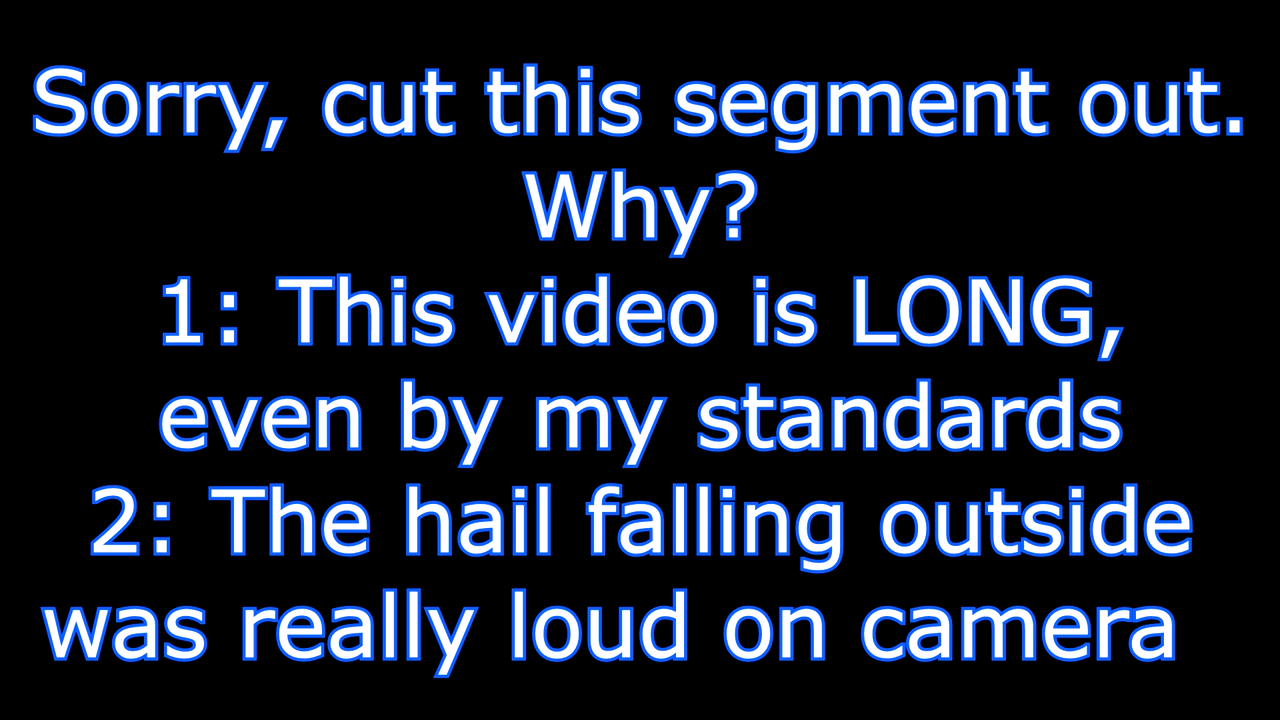 Sorry, cut this segment out.
Why?
1: This video is LONG,
even by my standards
2: The hail falling outside
was really loud on camera